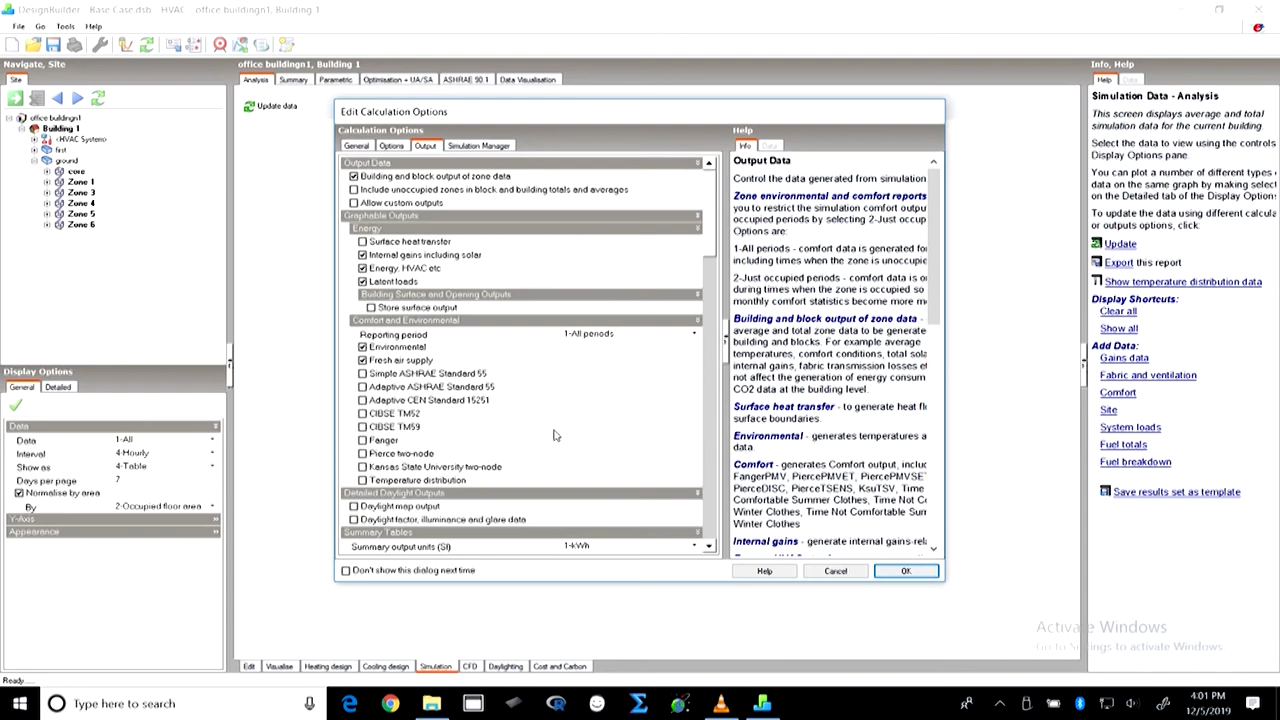 DesignBuilder - Base Case.dsb - HVAC - office buildingn1, Building 1
File Go Tools Help
Navigate, Site
Site
office buildingn1
Building 1
<HVAC System>
first
ground
core
Zone 1
Zone 3
Zone 4
Zone 5
Zone 6
Display Options
General Detailed
Data
Data 1-All
Interval 4-Hourly
Show as 4-Table
Days per page 7
Normalise by area
By 2-Occupied floor area
Y-Axis
Appearance
office buildingn1, Building 1
Analysis Summary Parametric Optimisation + UA/SA ASHRAE 90.1 Data Visualisation
Update data
Edit Calculation Options
Calculation Options
General Options Output Simulation Manager
Output Data
Building and block output of zone data
Include unoccupied zones in block and building totals and averages
Allow custom outputs
Graphable Outputs
Energy
Surface heat transfer
Internal gains including solar
Energy, HVAC etc
Latent loads
Building Surface and Opening Outputs
Store surface output
Comfort and Environmental
Reporting period 1-All periods
Environmental
Fresh air supply
Simple ASHRAE Standard 55
Adaptive ASHRAE Standard 55
Adaptive CEN Standard 15251
CIBSE TM52
CIBSE TM59
Fanger
Pierce two-node
Kansas State University two-node
Temperature distribution
Detailed Daylight Outputs
Daylight map output
Daylight factor, illuminance and glare data
Summary Tables
Summary output units (SI) 1-kWh
Don't show this dialog next time
Help
Info Data
Output Data
Control the data generated from simulation
Zone environmental and comfort reports
you to restrict the simulation comfort outpu
occupied periods by selecting 2-Just occup
Options are:
1-All periods - comfort data is generated fo
including times when the zone is unoccupie
2-Just occupied periods - comfort data is o
during times when the zone is occupied so
monthly comfort statistics become more m
Building and block output of zone data -
average and total zone data to be generate
building and blocks. For example average
temperatures, comfort conditions, total sola
internal gains, fabric transmission losses et
not affect the generation of energy consum
CO2 data at the building level.
Surface heat transfer - to generate heat fl
surface boundaries.
Environmental - generates temperatures a
data
Comfort - generates Comfort output, includ
FangerPMV, PiercePMVET, PiercePMVSE
PierceDISC, PierceTSENS, KsuTSV, Time
Comfortable Summer Clothes, Time Not Co
Winter Clothes, Time Not Comfortable Sum
Winter Clothes
Internal gains - generate internal gains-rela
Help Cancel OK
Info, Help
Help Data
Simulation Data - Analysis
This screen displays average and total
simulation data for the current building.
Select the data to view using the controls
Display Options pane.
You can plot a number of different types
data on the same graph by making select
on the Detailed tab of the Display Option
To update the data using different calcula
or outputs options, click:
Update
Export this report
Show temperature distribution data
Display Shortcuts:
Clear all
Show all
Add Data:
Gains data
Fabric and ventilation
Comfort
Site
System loads
Fuel totals
Fuel breakdown
Save results set as template
Activate Windows
Go to Settings to activate Windows.
Edit Visualise Heating design Cooling design Simulation CFD Daylighting Cost and Carbon
Ready...
Type here to search
4:01 PM
12/5/2019